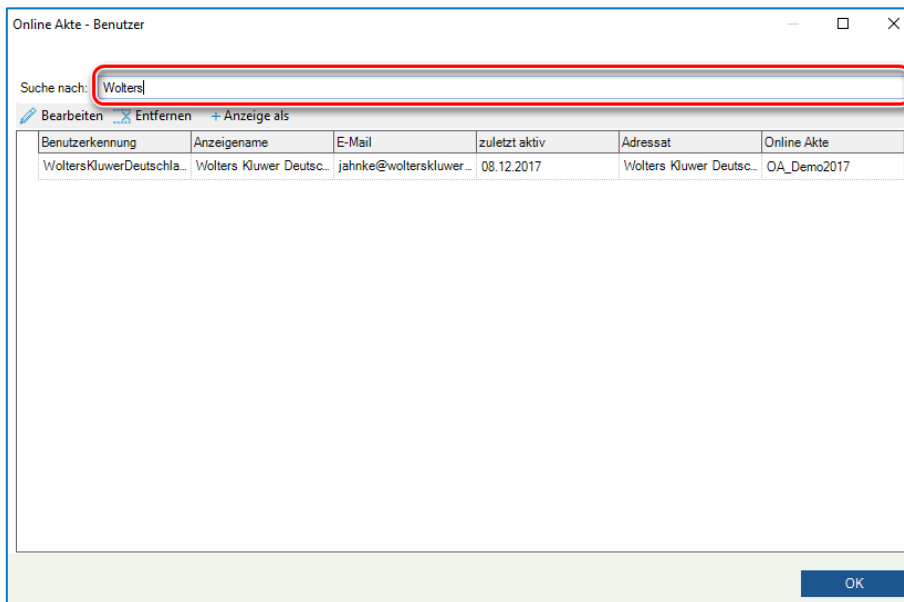 Online Akte - Benutzer
Suche nach: Wolters
Bearbeiten Entfernen + Anzeige als
Benutzerkennung Anzeigename E-Mail zuletzt aktiv Adressat Online Akte
WoltersKluwerDeutschla... Wolters Kluwer Deutsc... jahnke@wolterskluwer... 08.12.2017 Wolters Kluwer Deutsc... OA_Demo2017
OK